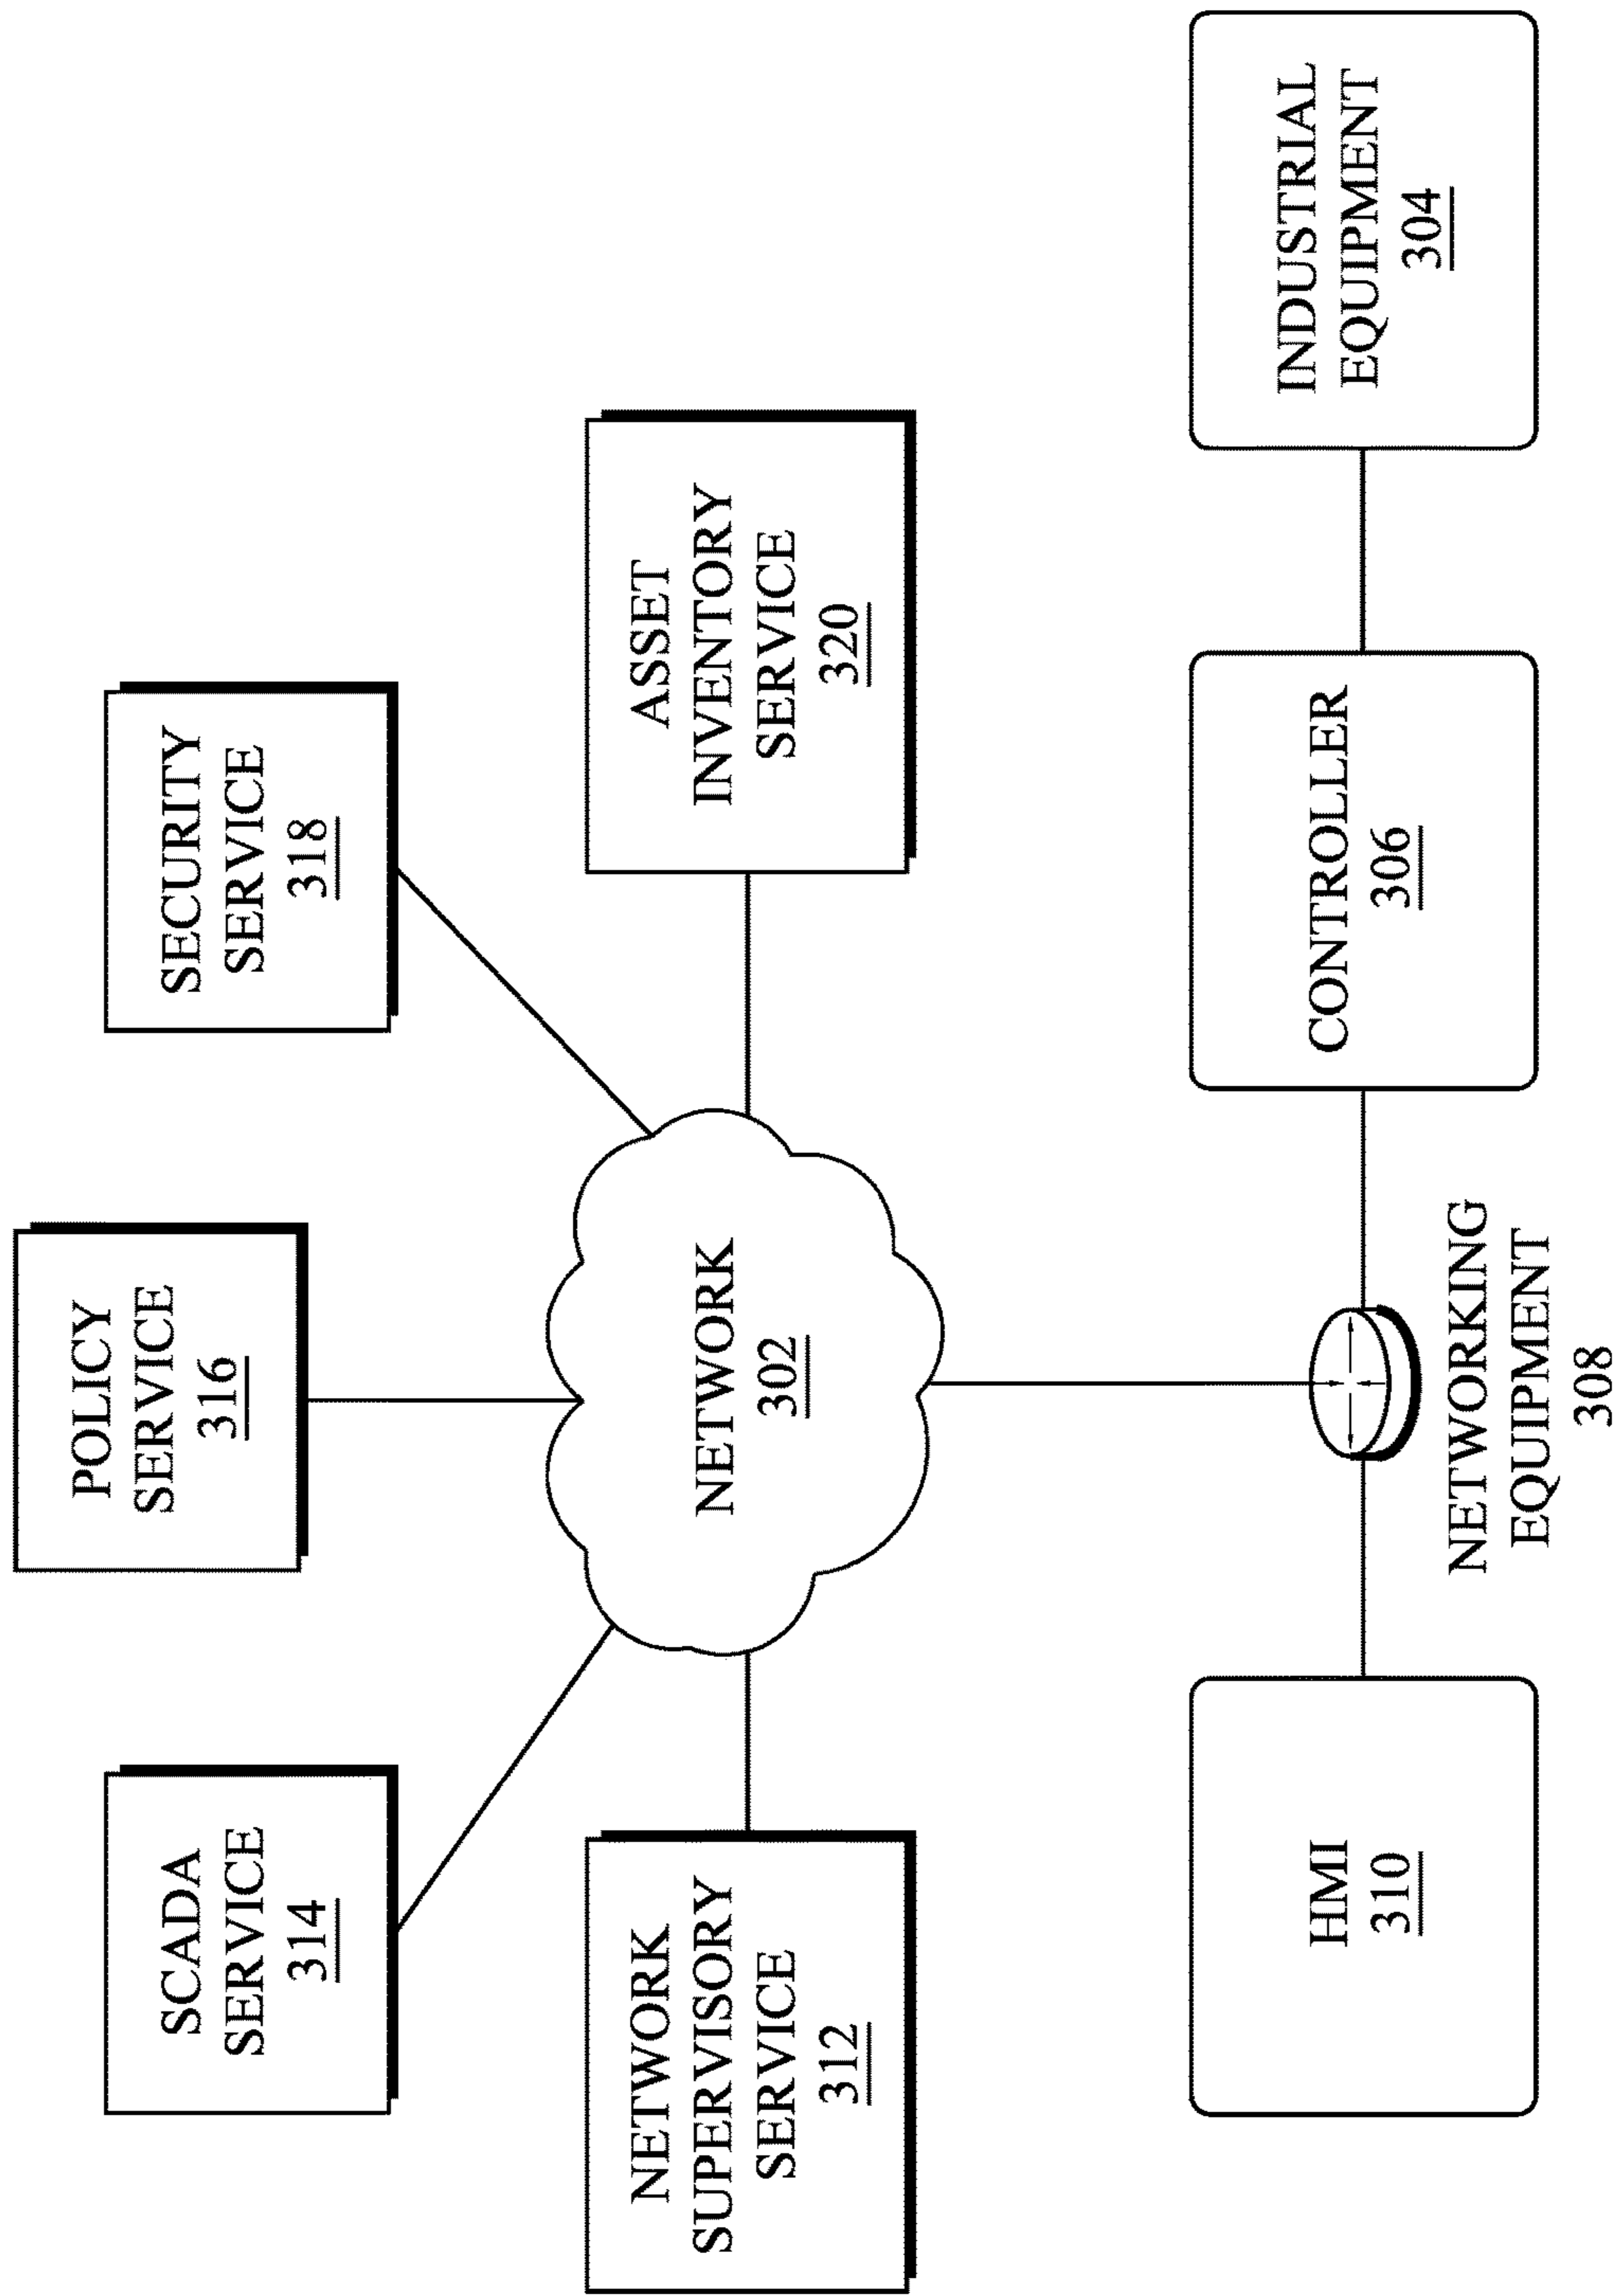 POLICY
SERVICE
316
SCADA
SERVICE
314
SECURITY
SERVICE
318
NETWORK
SUPERVISORY
SERVICE
312
NETWORK
302
ASSET
INVENTORY
SERVICE
320
HMI
310
NETWORKING
EQUIPMENT
308
CONTROLLER
306
INDUSTRIAL
EQUIPMENT
304